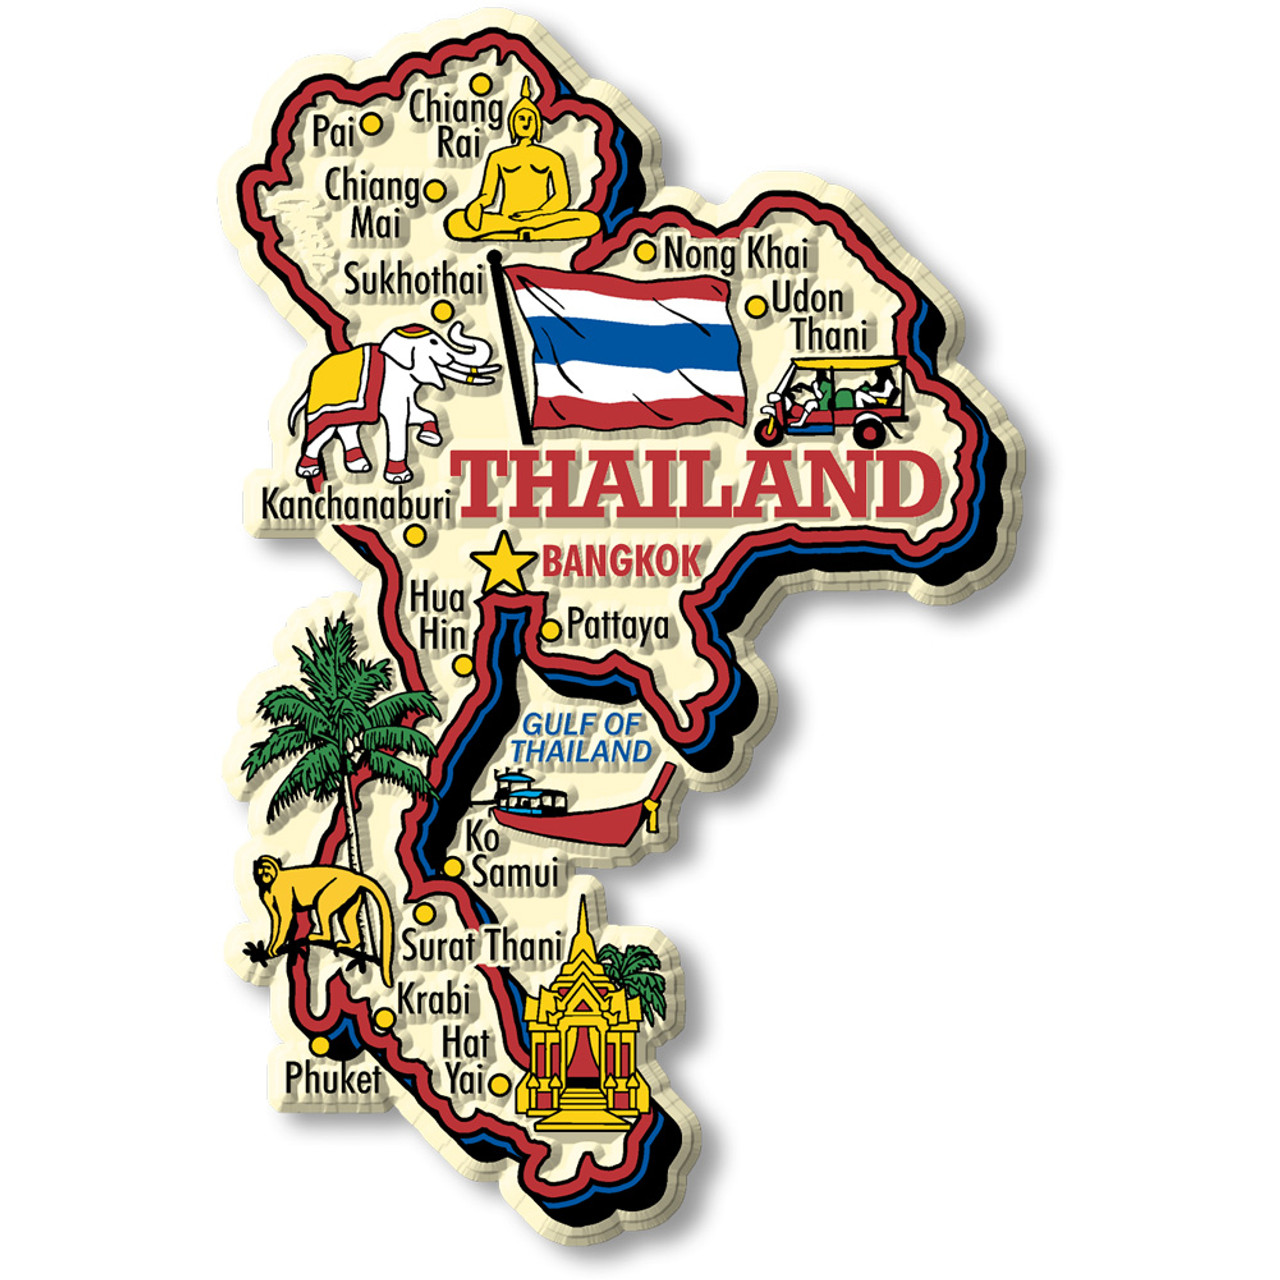 Chiang
Rai
Pai
Chiang
Mai
Sukhothai
Nong Khai
Udon
Thani
THAILAND
Kanchanaburi
BANGKOK
Hua
Hin
Pattaya
GULF OF
THAILAND
Ko
Samui
Surat Thani
Krabi
Hat
Yai
Phuket